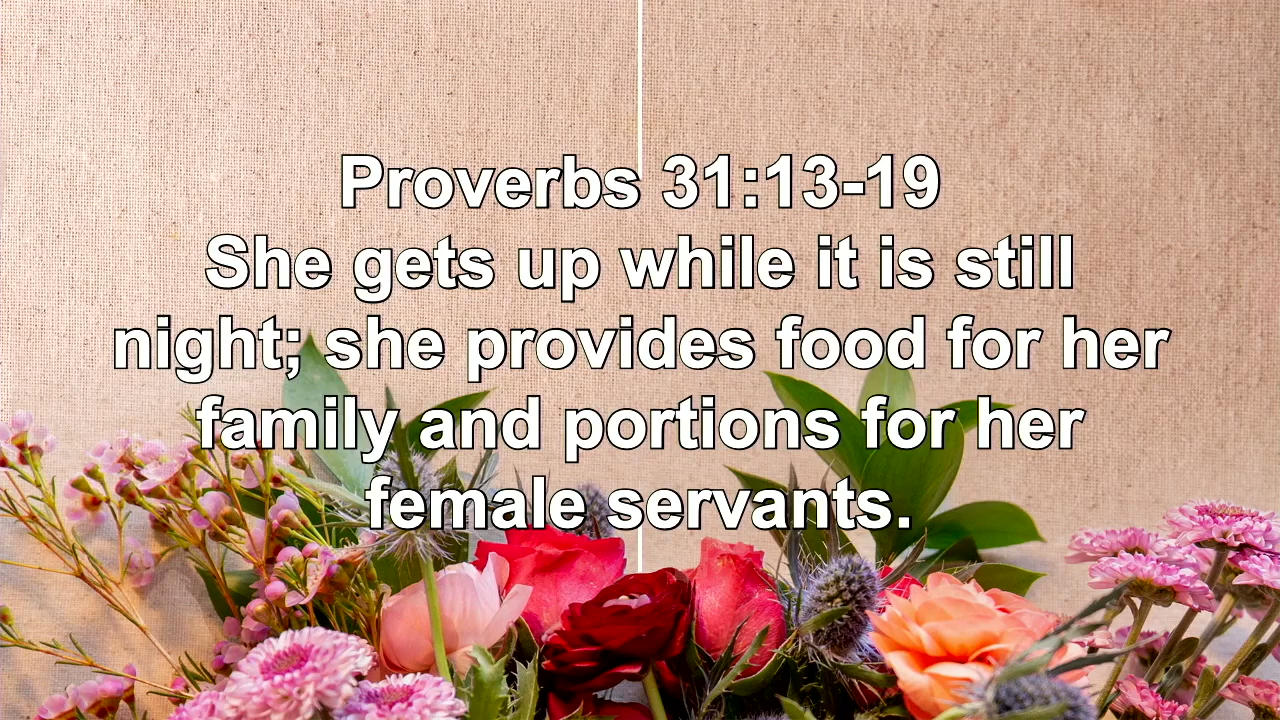 Proverbs 31:13-19
She gets up while it is still
night; she provides food for her
family and portions for her
female servants.